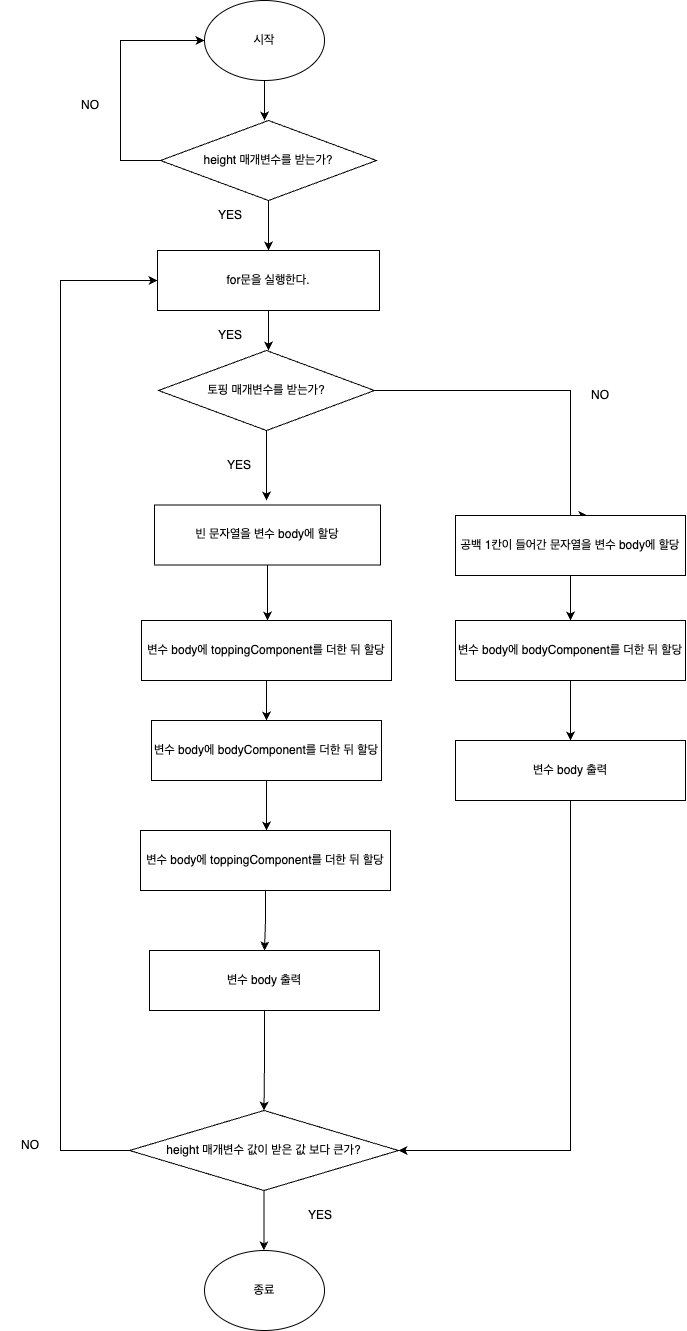 시작
NO
height 매개변수를 받는가?
YES
for문을 실행한다.
YES
토핑 매개변수를 받는가?
NO
YES
빈 문자열을 변수 body에 할당
공백 1칸이 들어간 문자열을 변수 body에 할당
변수 body에 toppingComponent를 더한 뒤 할당
변수 body에 bodyComponent를 더한 뒤 할당
변수 body에 bodyComponent를 더한 뒤 할당
변수 body 출력
변수 body에 toppingComponent를 더한 뒤 할당
변수 body 출력
height 매개변수 값이 받은 값 보다 큰가?
NO
YES
종료